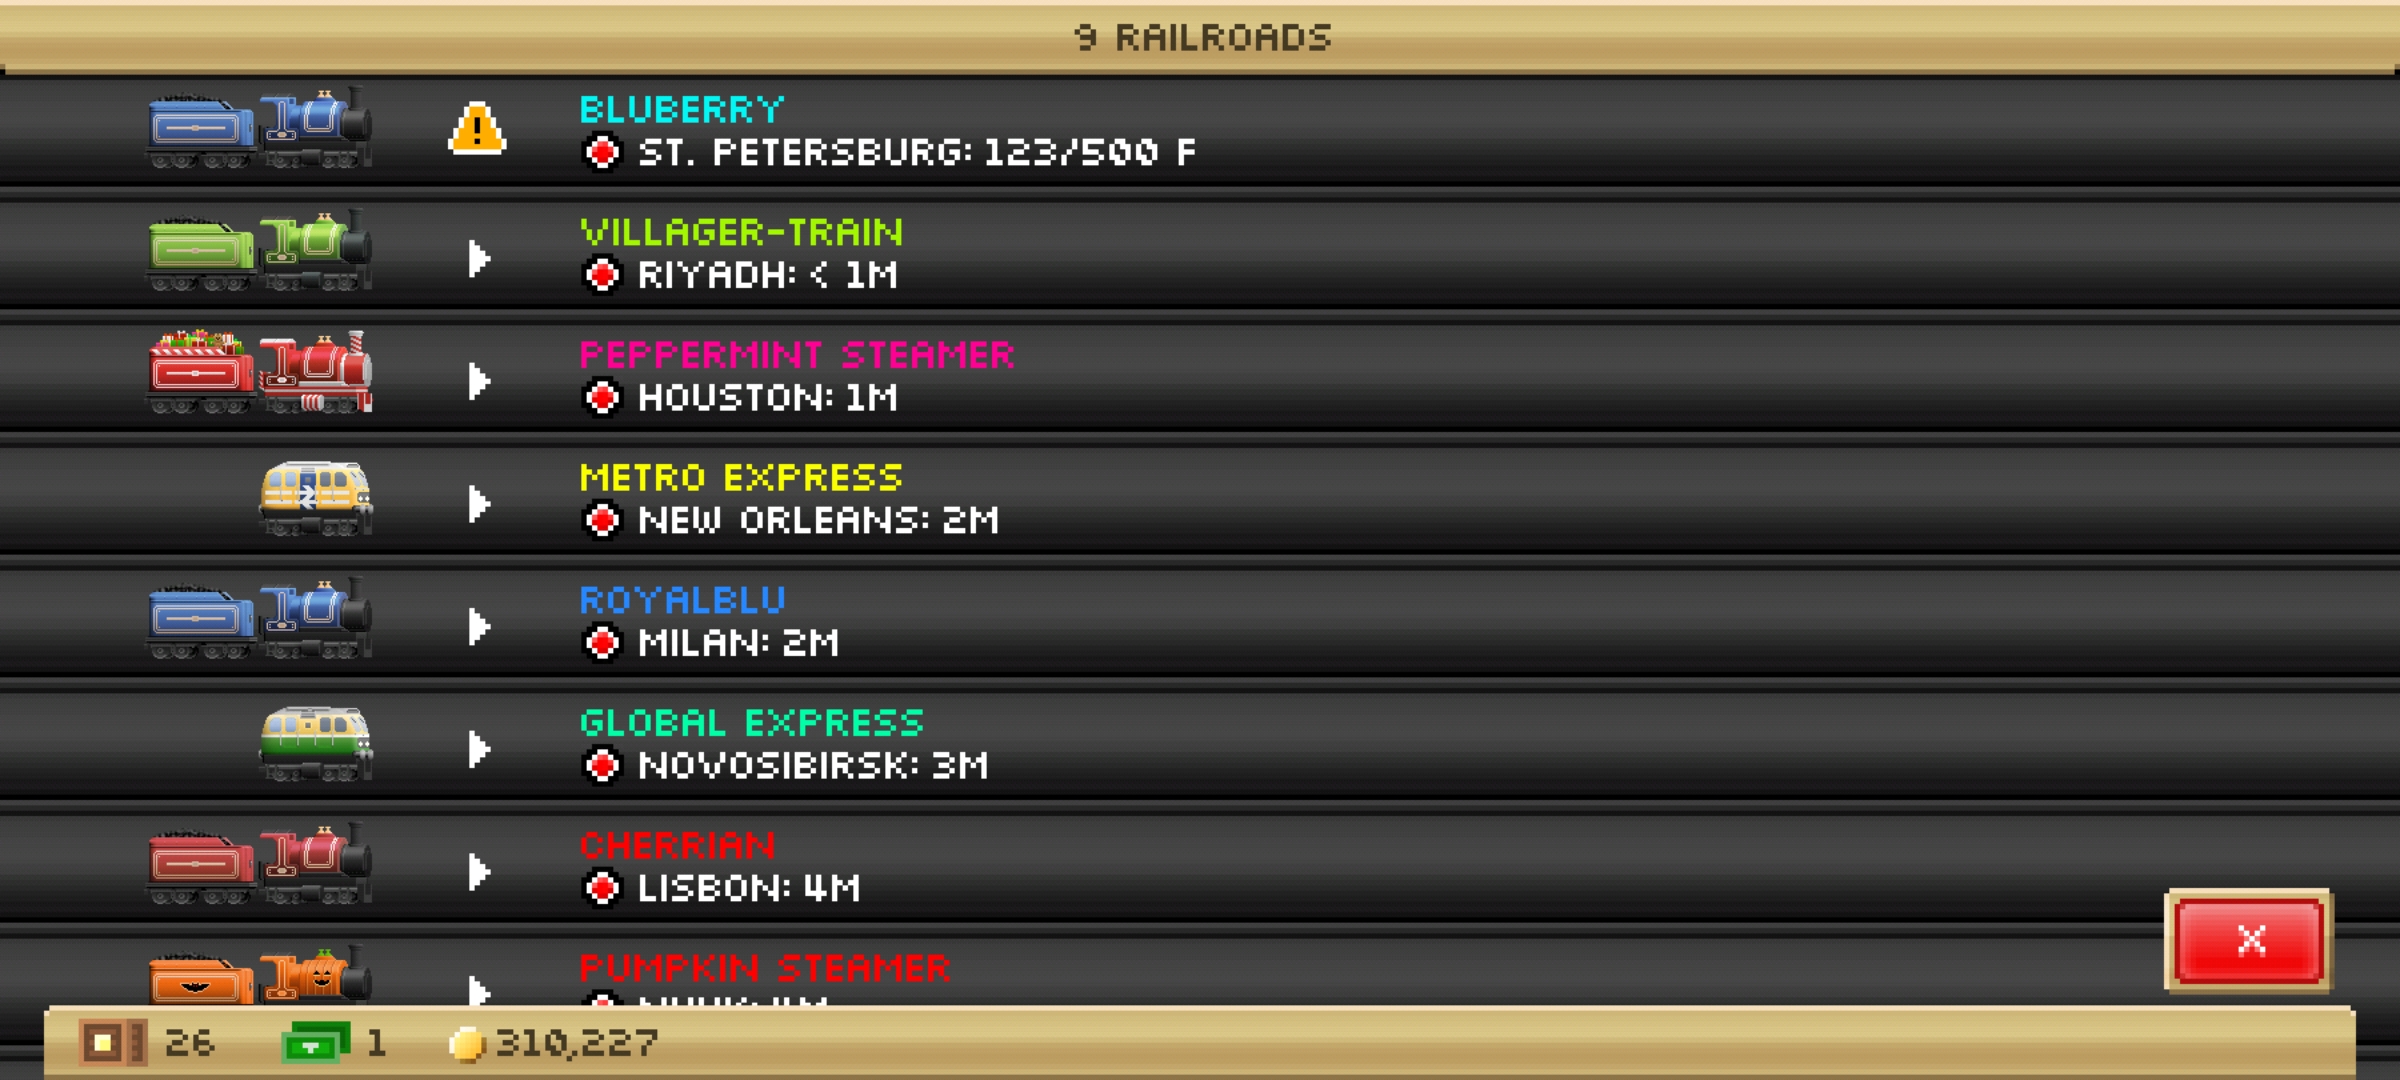 9 RAILROADS
BLUBERRY
ST. PETERSBURG: 123/500 F
VILLAGER-TRAIN
RIYADH: < 1M
PEPPERMINT STEAMER
HOUSTON: 1M
METRO EXPRESS
NEW ORLEANS: 2M
ROYALBLU
MILAN: 2M
GLOBAL EXPRESS
NOVOSIBIRSK: 3M
CHERRIAN
LISBON: 4M
PUMPKIN STEAMER
X
26 1 310,227